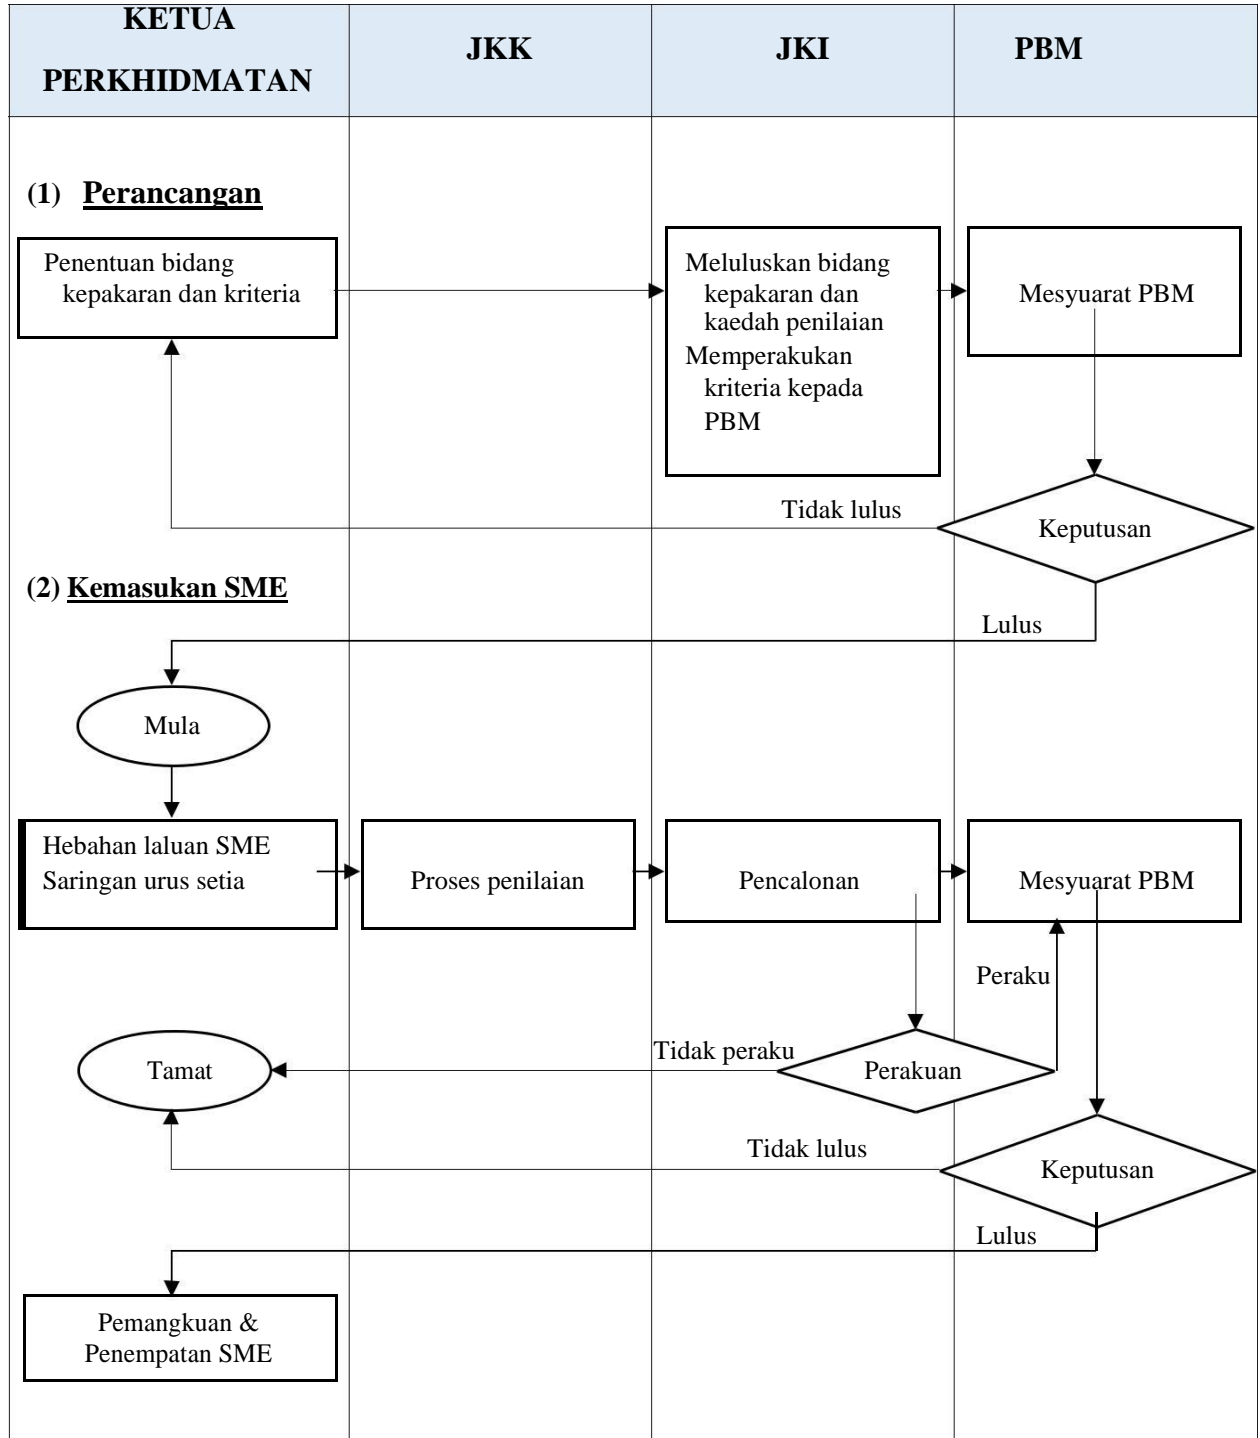 KETUA
PERKHIDMATAN
JKK
JKI
PBM
(1) Perancangan
Penentuan bidang
kepakaran dan kriteria
Meluluskan bidang
kepakaran dan
kaedah penilaian
Memperakukan
kriteria kepada
PBM
Mesyuarat PBM
Tidak lulus
Keputusan
(2) Kemasukan SME
Lulus
Mula
Hebahan laluan SME
Saringan urus setia
Proses penilaian
Pencalonan
Mesyuarat PBM
Peraku
Tamat
Tidak peraku
Perakuan
Tidak lulus
Keputusan
Lulus
Pemangkuan &
Penempatan SME